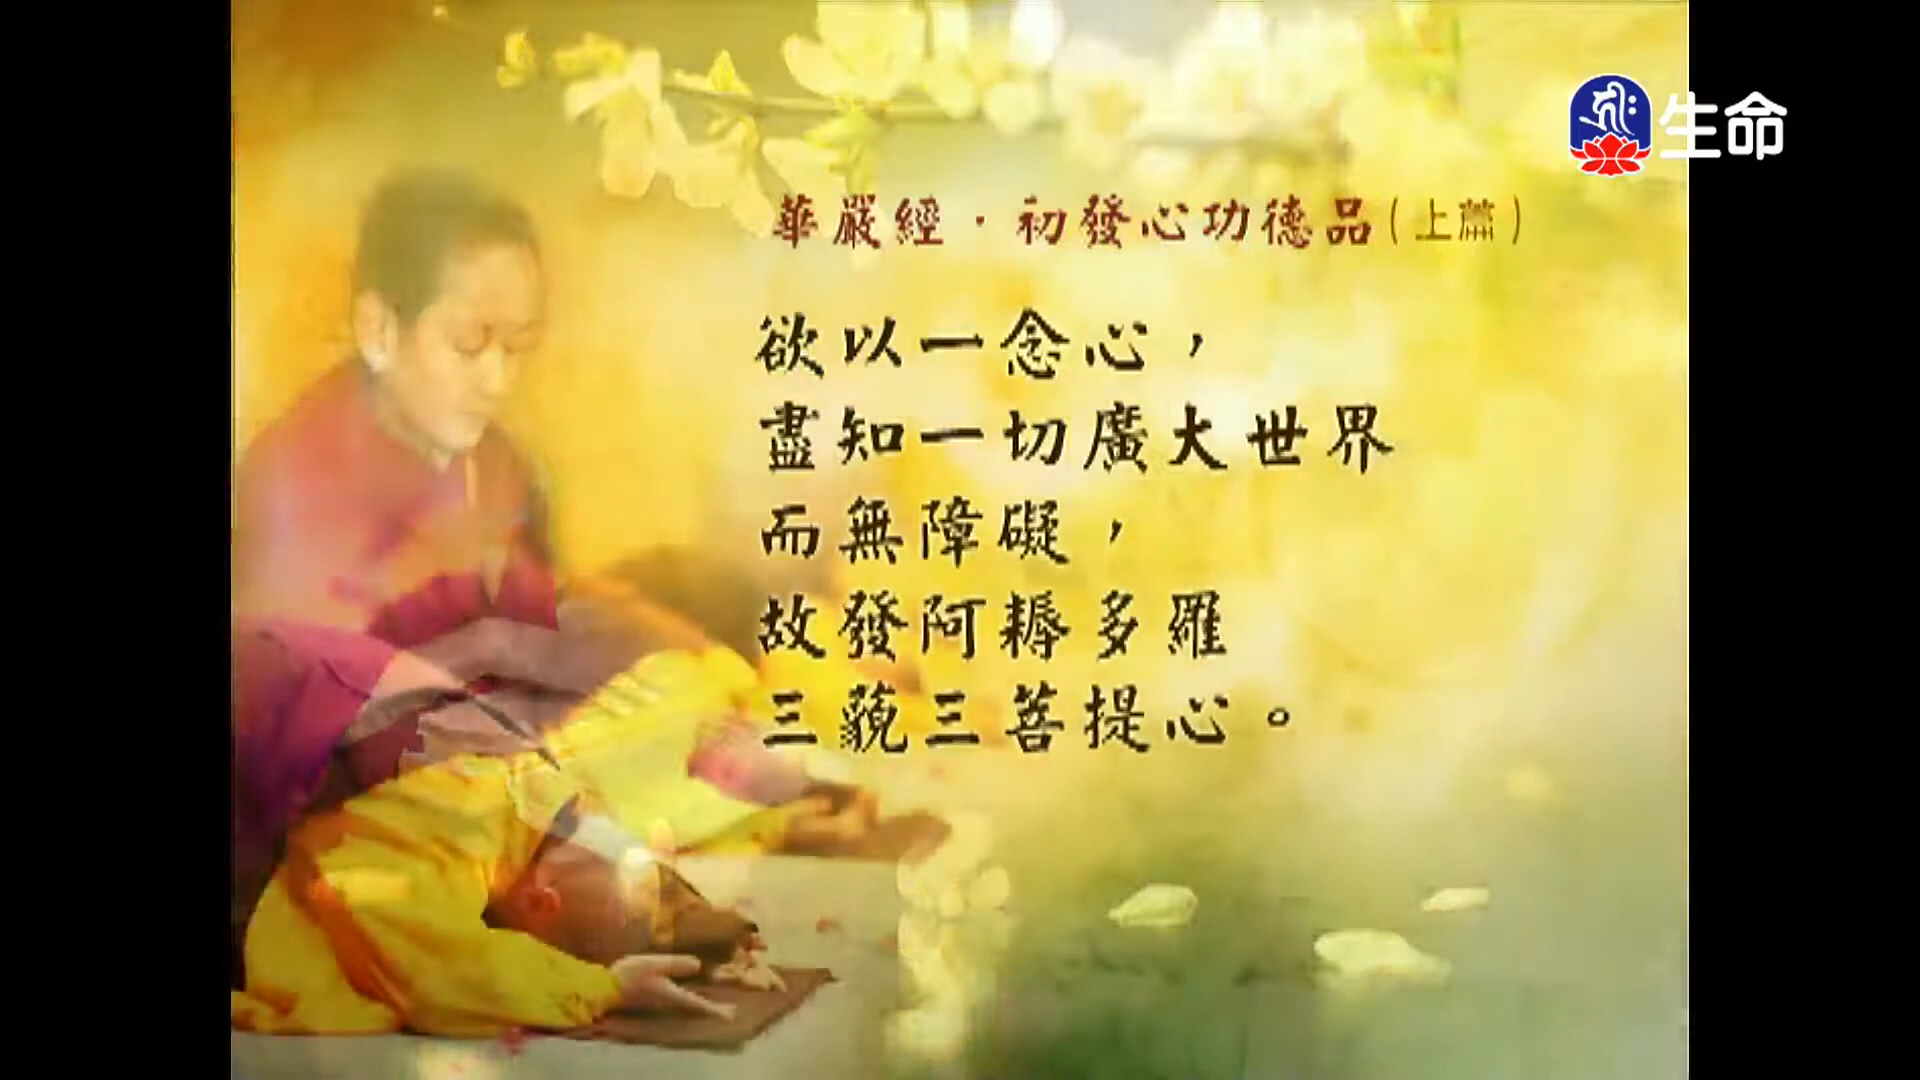 生命
華嚴經·初發心功德品(上篇)
欲以一念心，
盡知一切廣大世界
而無障礙，
故發阿耨多羅
三藐三菩提心。